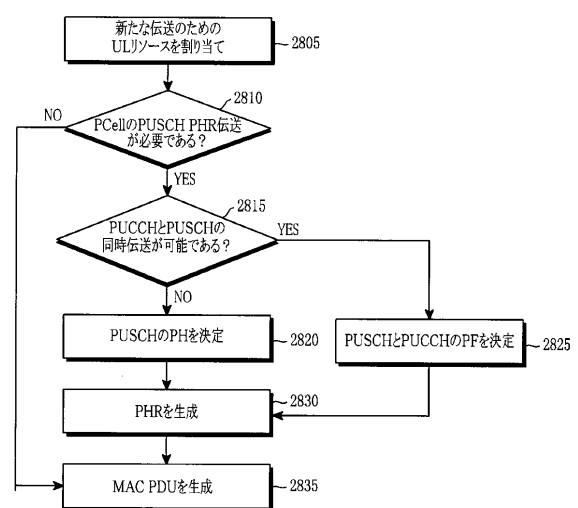 新たな伝送のための
ULリソースを割り当て
2805
2810
NO
PCellのPUSCH PHR伝送
が必要である？
YES
2815
PUCCHとPUSCHの
同時伝送が可能である？
YES
NO
PUSCHのPHを決定
2820
PUSCHとPUCCHのPFを決定
2825
PHRを生成
2830
MAC PDUを生成
2835